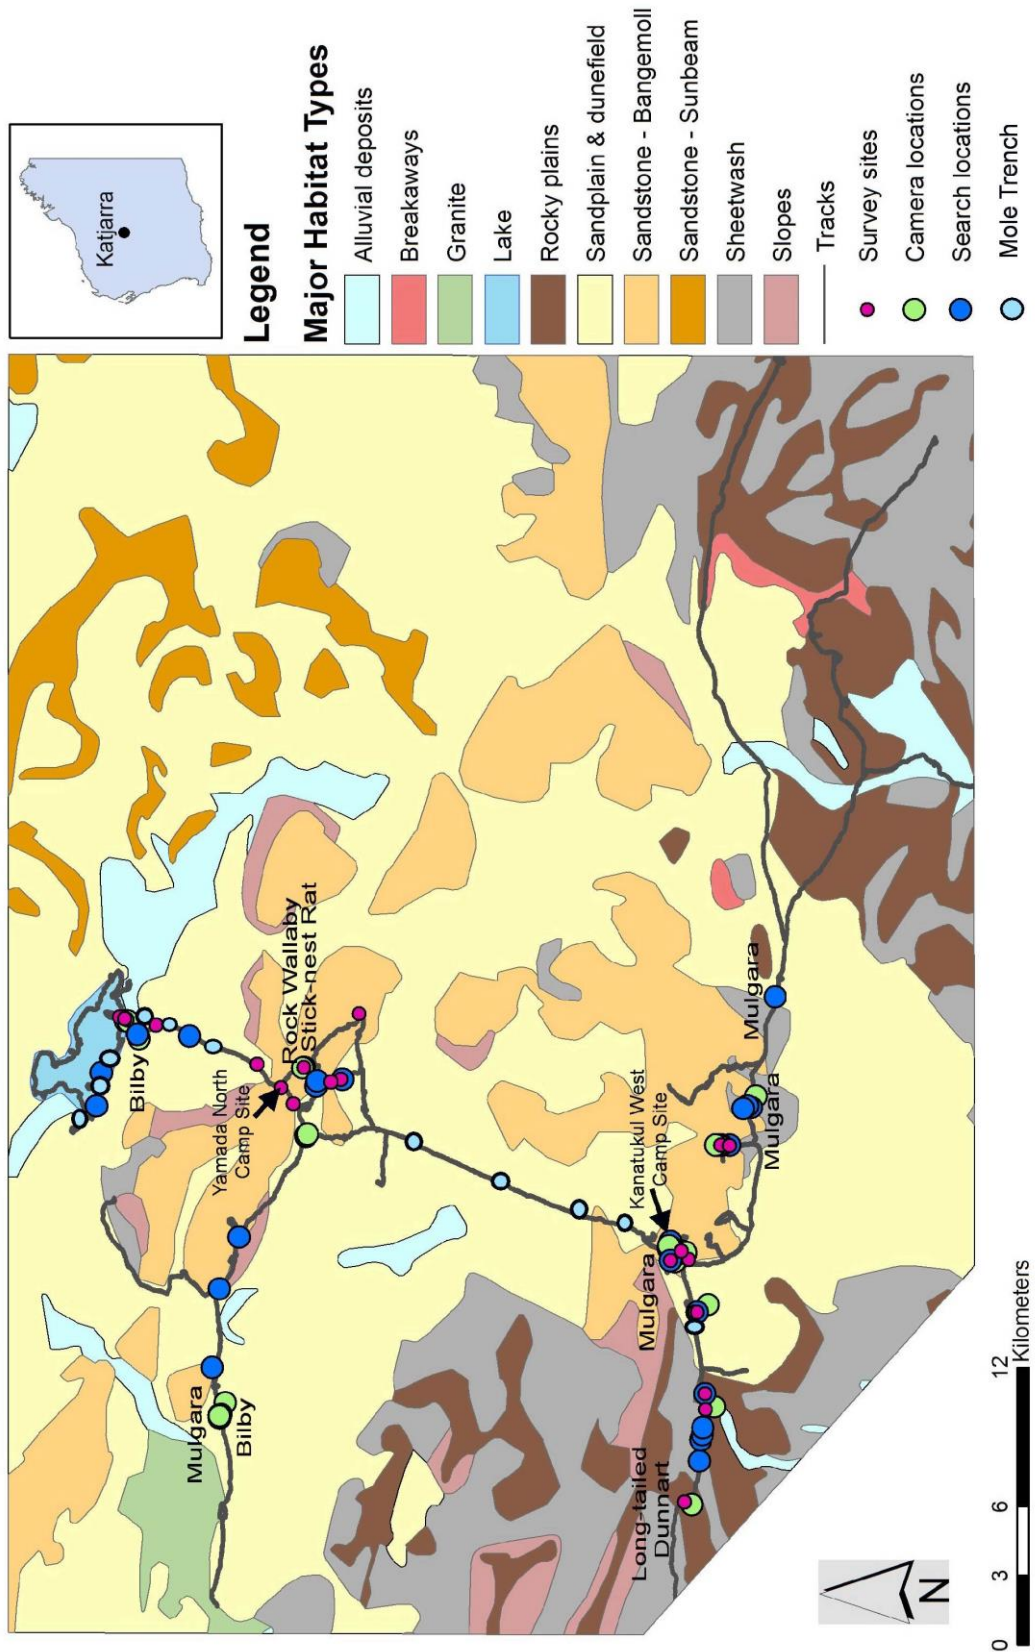 Katjarra
Legend
Major Habitat Types
Alluvial deposits
Breakaways
Granite
Lake
Rocky plains
Sandplain & dunefield
Sandstone - Bangemoll
Sandstone - Sunbeam
Sheetwash
Slopes
Tracks
Survey sites
Camera locations
Search locations
Mole Trench
Bilby
Rock Wallaby
Stick-nest Rat
Yamada North
Camp Site
Mulgara
Bilby
Kanatukul West
Camp Site
Mulgara
Mulgara
Mulgara
Long-tailed
Dunnart
N
0 3 6 12
Kilometers